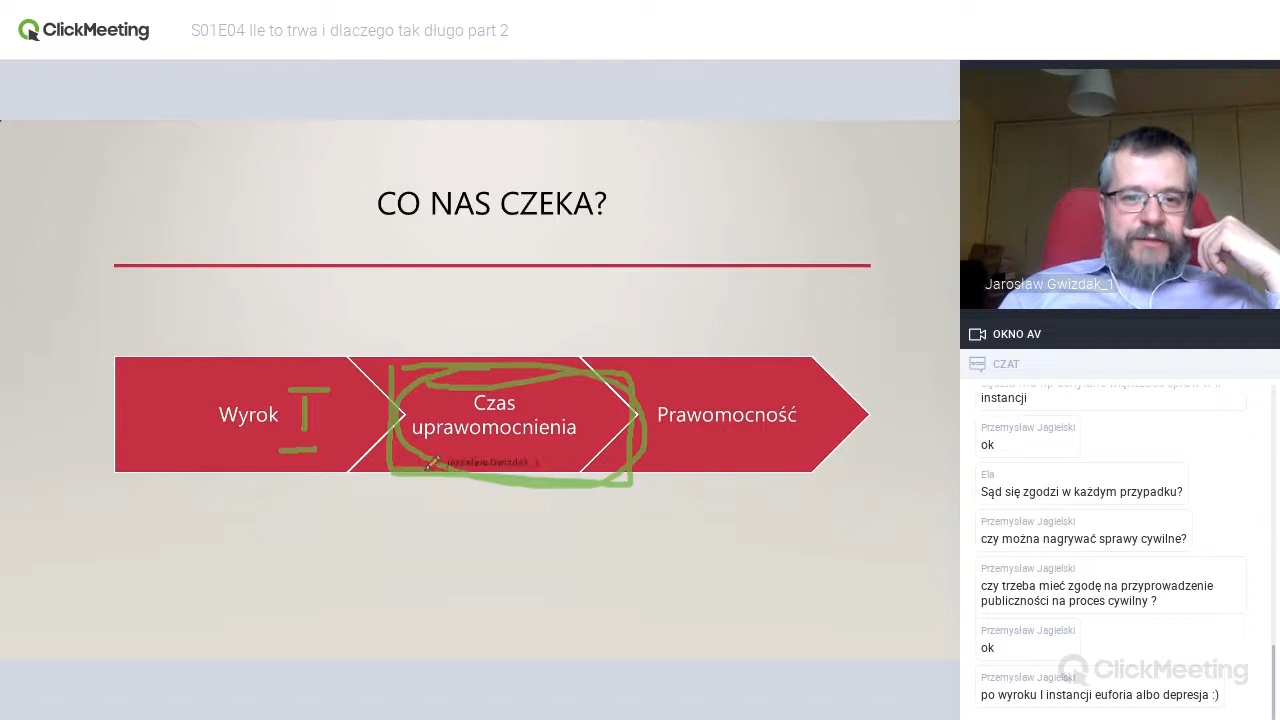 ClickMeeting
S01E04 Ile to trwa i dlaczego tak długo part 2
CO NAS CZEKA?
Wyrok I
Czas
uprawomocnienia
Prawomocność
Jarosław Gwizdak_1
Jarosław Gwizdak_1
OKNO AV
CZAT
instancji
Przemysław Jagielski
ok
Ela
Sąd się zgodzi w każdym przypadku?
Przemysław Jagielski
czy można nagrywać sprawy cywilne?
Przemysław Jagielski
czy trzeba mieć zgodę na przyprowadzenie
publiczności na proces cywilny ?
Przemysław Jagielski
ok
ClickMeeting
Przemysław Jagielski
po wyroku I instancji euforia albo depresja :)